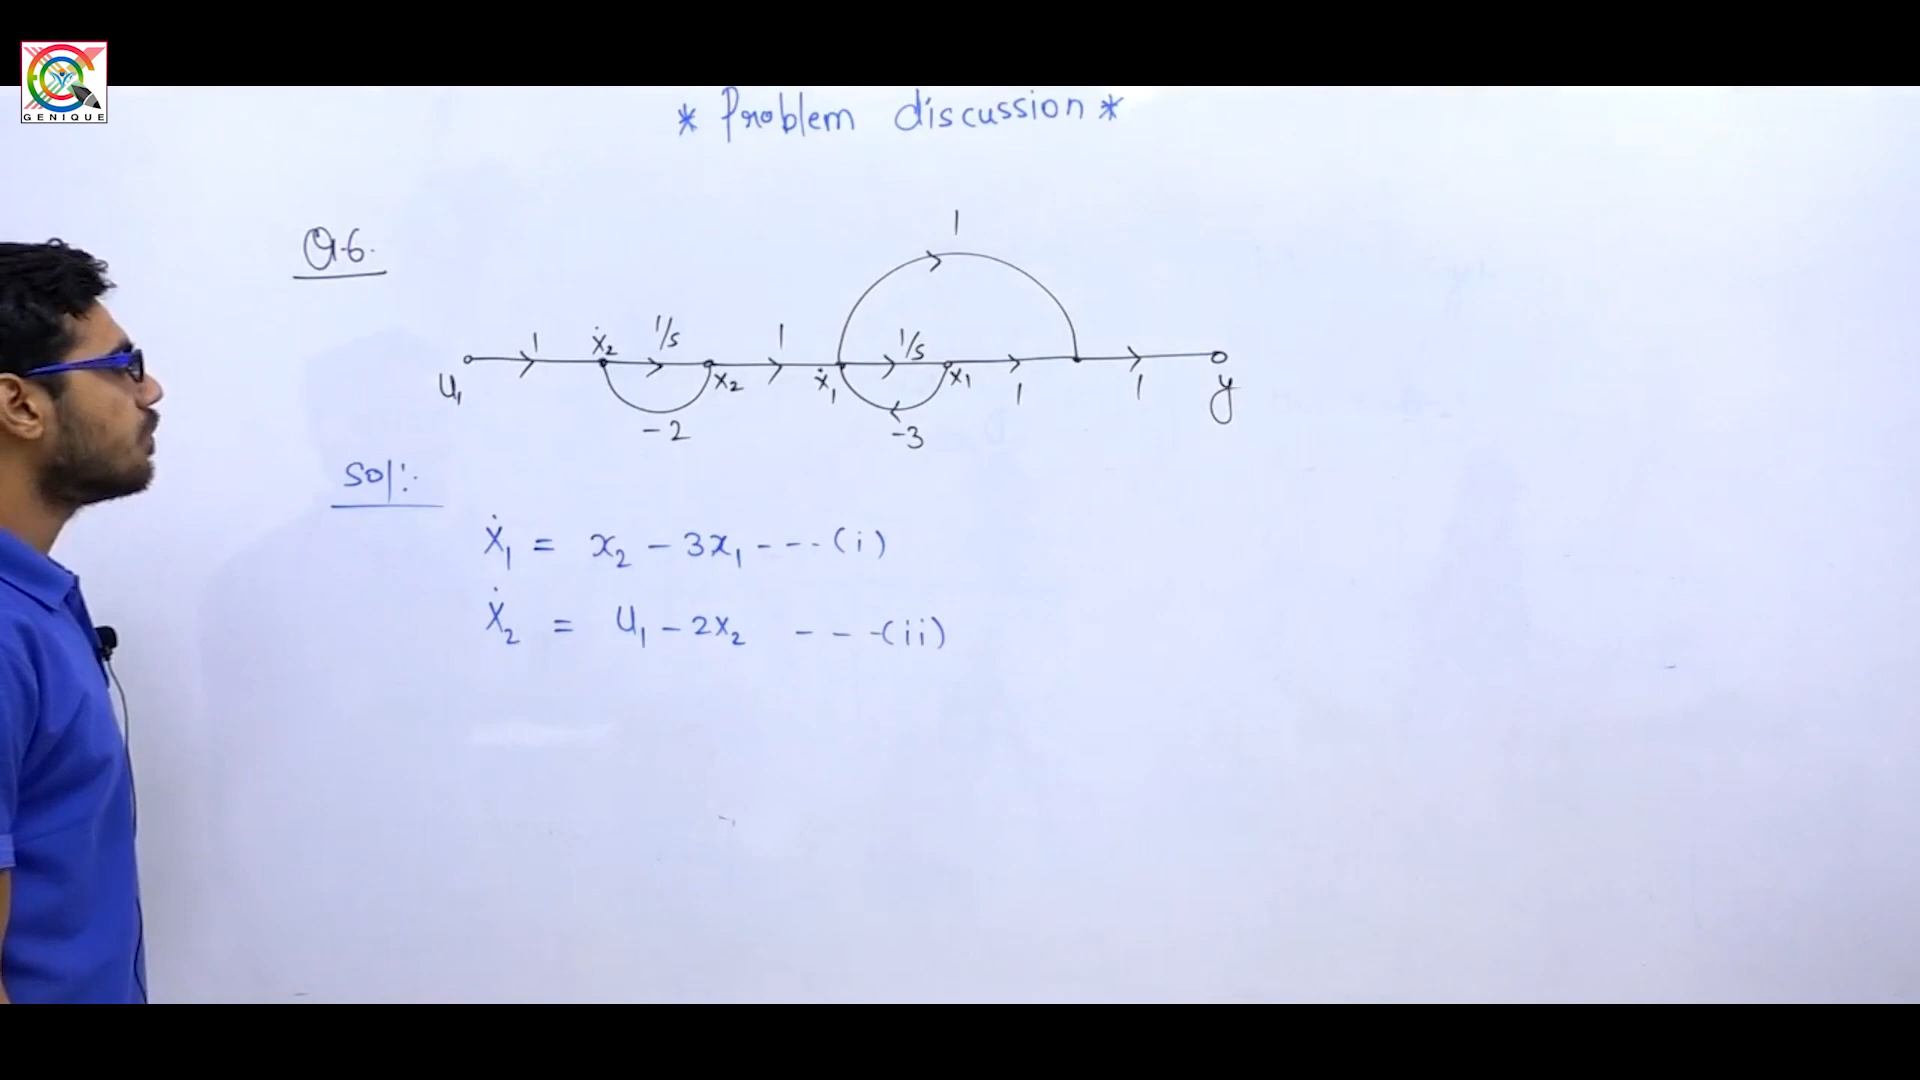 GENIQUE
* Problem discussion *
Q.6.
1
1 ẋ₂ 1/s 1 1/s
u₁ x₂ ẋ₁ x₁ 1 1 y
-2 -3
Sol:
ẋ₁ = x₂ - 3x₁ - - - (i)
ẋ₂ = u₁ - 2x₂ - - - (ii)